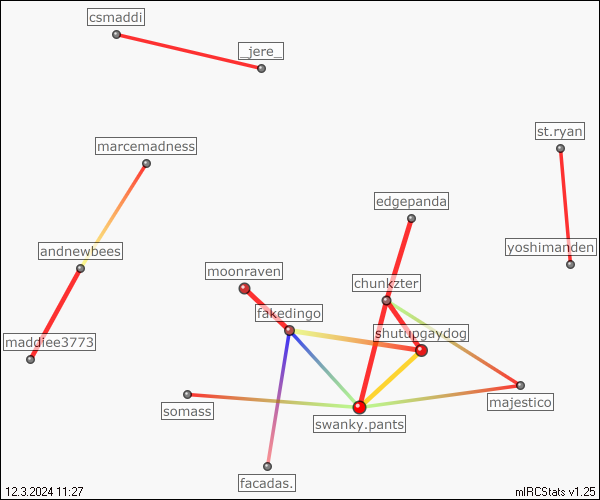 csmaddi
_jere_
st.ryan
marcemadness
edgepanda
yoshimanden
andnewbees
moonraven
chunkzter
fakedingo
shutupgaydog
maddiee3773
majestico
somass
swanky.pants
facadas.
12.3.2024 11:27
mIRCStats v1.25